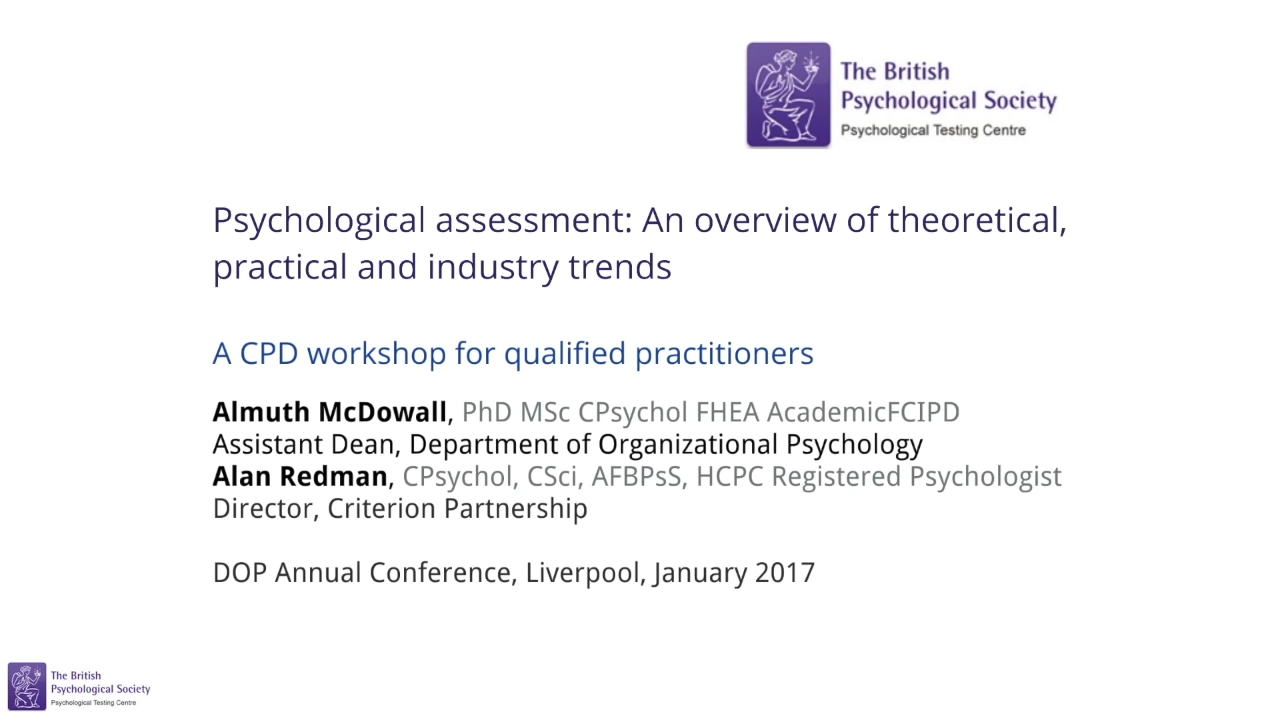 The British
Psychological Society
Psychological Testing Centre
Psychological assessment: An overview of theoretical,
practical and industry trends
A CPD workshop for qualified practitioners
Almuth McDowall, PhD MSc CPsychol FHEA AcademicFCIPD
Assistant Dean, Department of Organizational Psychology
Alan Redman, CPsychol, CSci, AFBPsS, HCPC Registered Psychologist
Director, Criterion Partnership
DOP Annual Conference, Liverpool, January 2017
The British
Psychological Society
Psychological Testing Centre